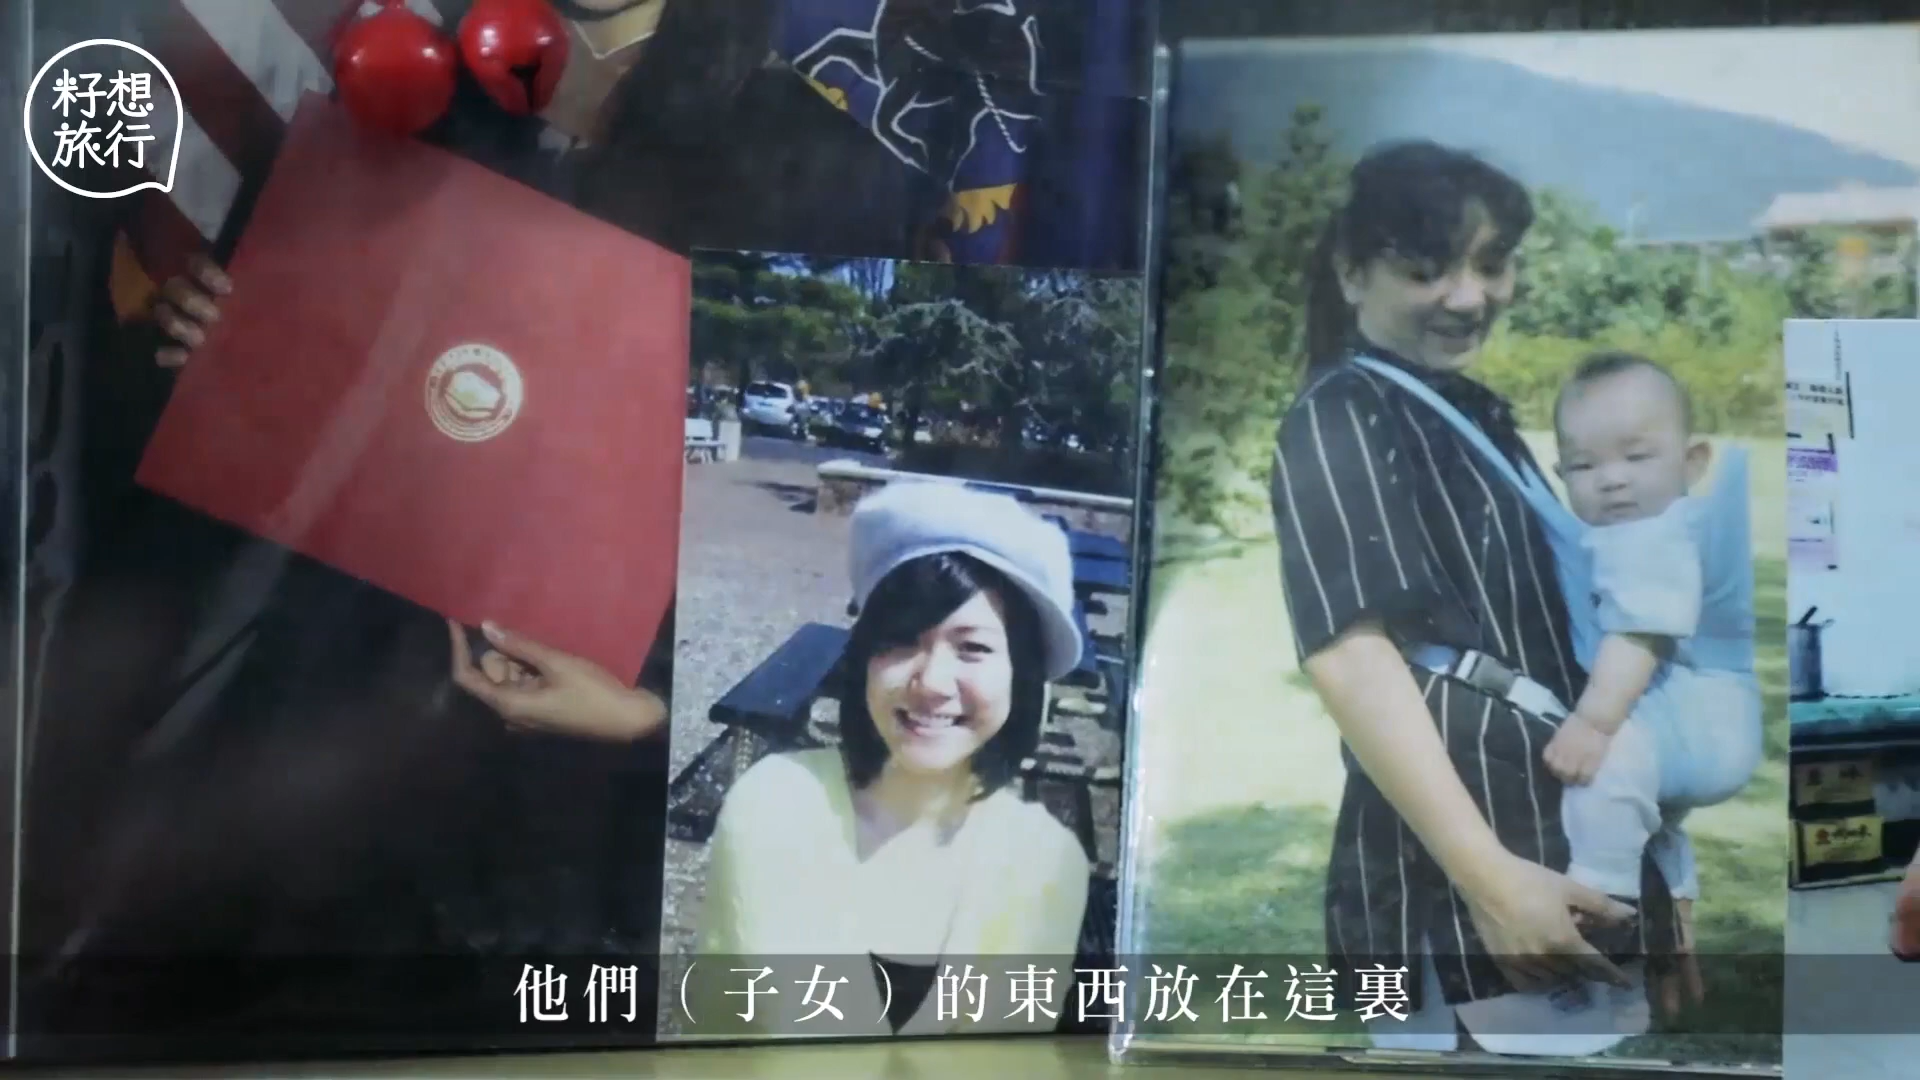 籽想
旅行
他們（子女）的東西放在這裏